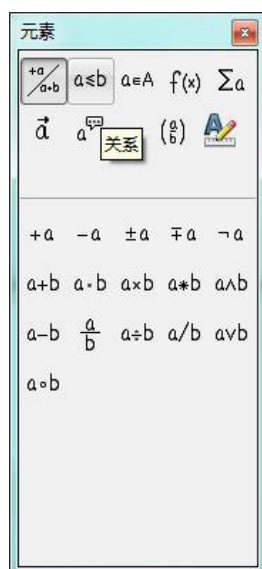 元素
+a/a+b a≤b a∈A f(x) Σa
a⃗ a 关系 (a b)
+a −a ±a ∓a ¬a
a+b a·b a×b a∗b a∧b
a−b a/b a÷b a/b a∨b
a∘b